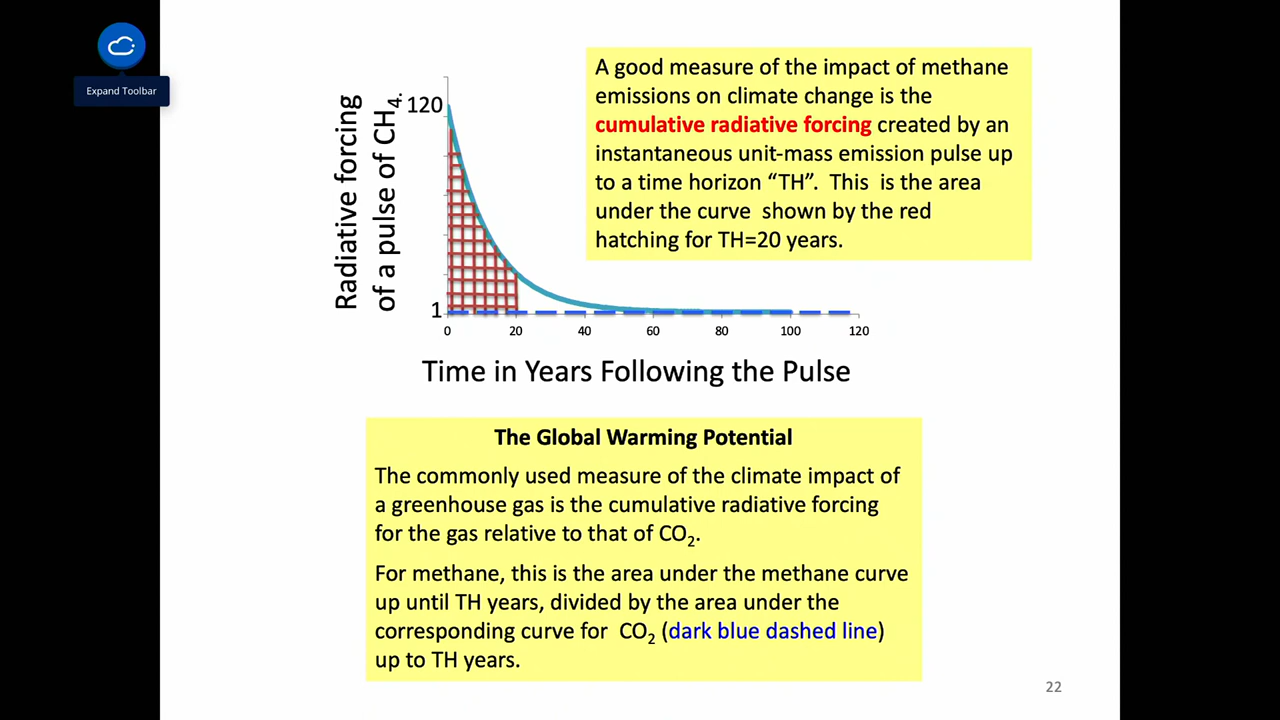 Expand Toolbar
Radiative forcing
of a pulse of CH₄.
120
1
0 20 40 60 80 100 120
Time in Years Following the Pulse
A good measure of the impact of methane
emissions on climate change is the
cumulative radiative forcing created by an
instantaneous unit-mass emission pulse up
to a time horizon “TH”. This is the area
under the curve shown by the red
hatching for TH=20 years.
The Global Warming Potential
The commonly used measure of the climate impact of
a greenhouse gas is the cumulative radiative forcing
for the gas relative to that of CO₂.
For methane, this is the area under the methane curve
up until TH years, divided by the area under the
corresponding curve for CO₂ (dark blue dashed line)
up to TH years.
22